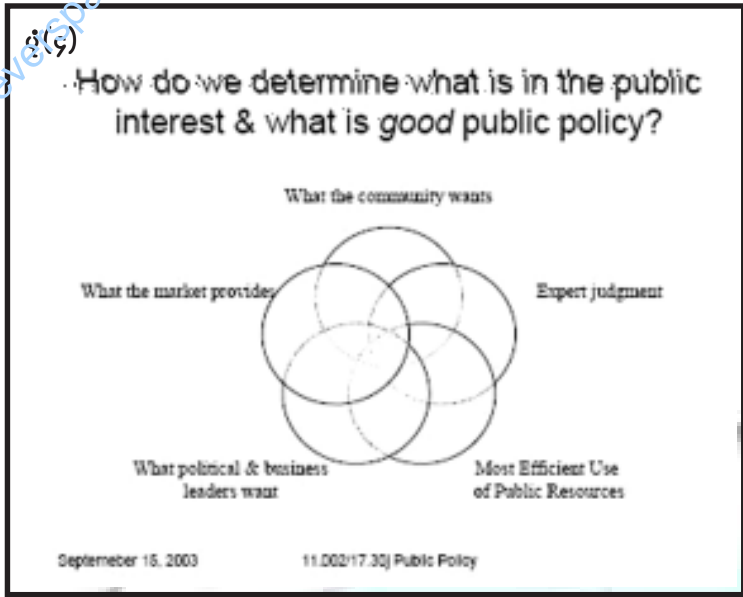 How do we determine what is in the public
interest & what is good public policy?
What the community wants
What the market provides
Expert judgment
What political & business
leaders want
Most Efficient Use
of Public Resources
Septemeber 15, 2003
11.002/17.30j Public Policy